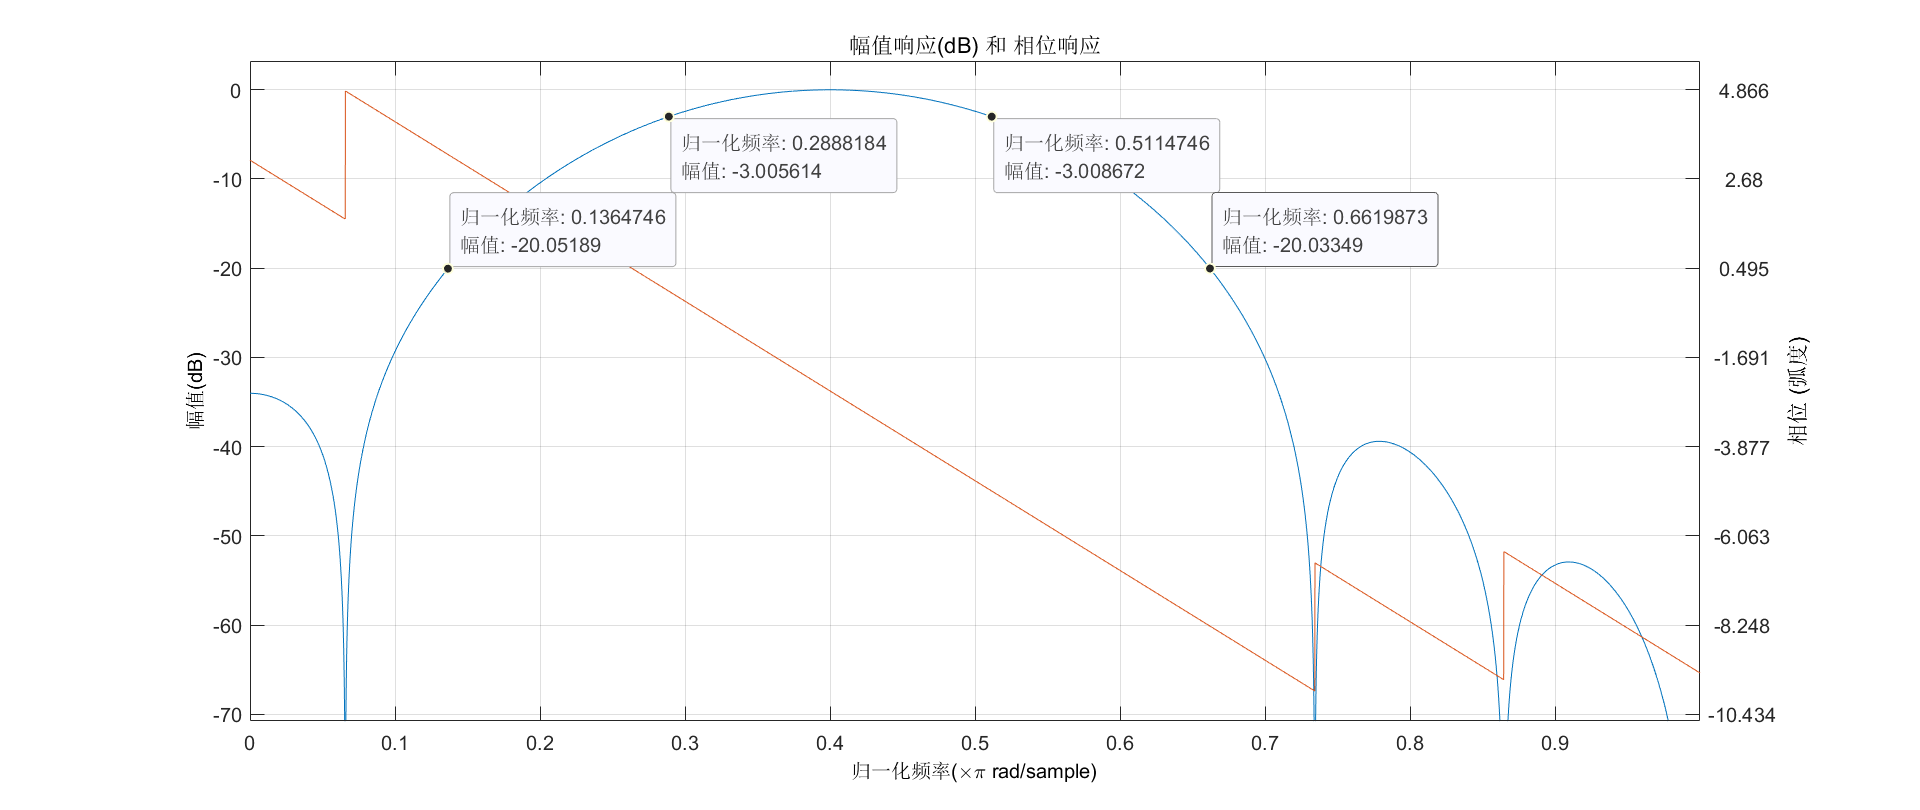 幅值响应(dB) 和 相位响应
0
-10
-20
-30
-40
-50
-60
-70
幅值(dB)
归一化频率: 0.2888184
幅值: -3.005614
归一化频率: 0.5114746
幅值: -3.008672
归一化频率: 0.1364746
幅值: -20.05189
归一化频率: 0.6619873
幅值: -20.03349
4.866
2.68
0.495
-1.691
-3.877
-6.063
-8.248
-10.434
相位 (弧度)
0 0.1 0.2 0.3 0.4 0.5 0.6 0.7 0.8 0.9
归一化频率(×π rad/sample)